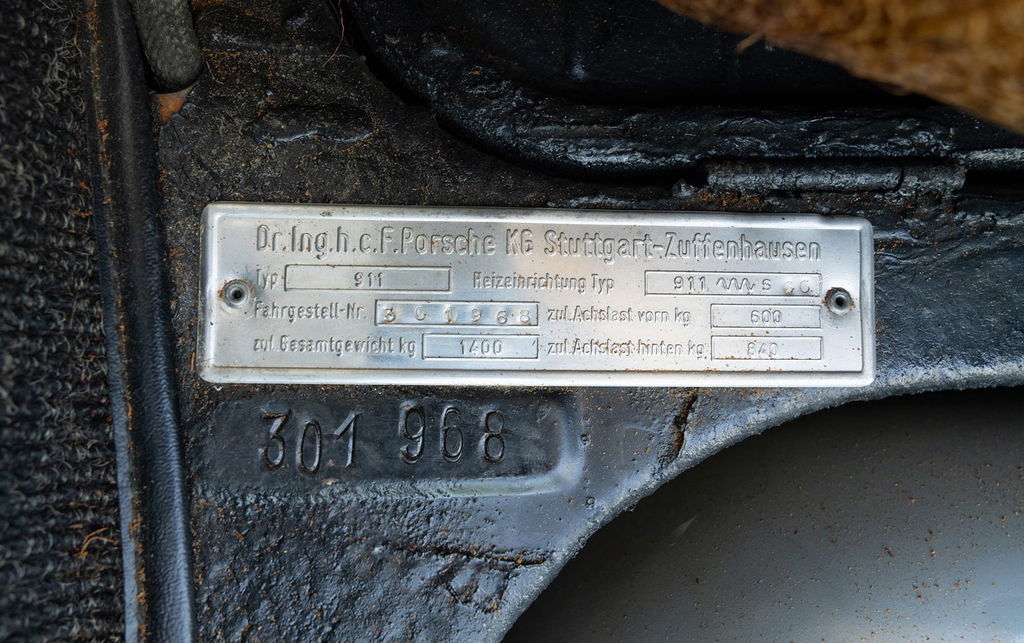 Dr.Ing.h.c.F.Porsche KG Stuttgart-Zuffenhausen
Typ 911 Heizeinrichtung Typ 911 S
Fahrgestell-Nr. 301968 zul.Achslast vorn kg 600
zul.Gesamtgewicht kg 1400 zul.Achslast hinten kg 840
301 968